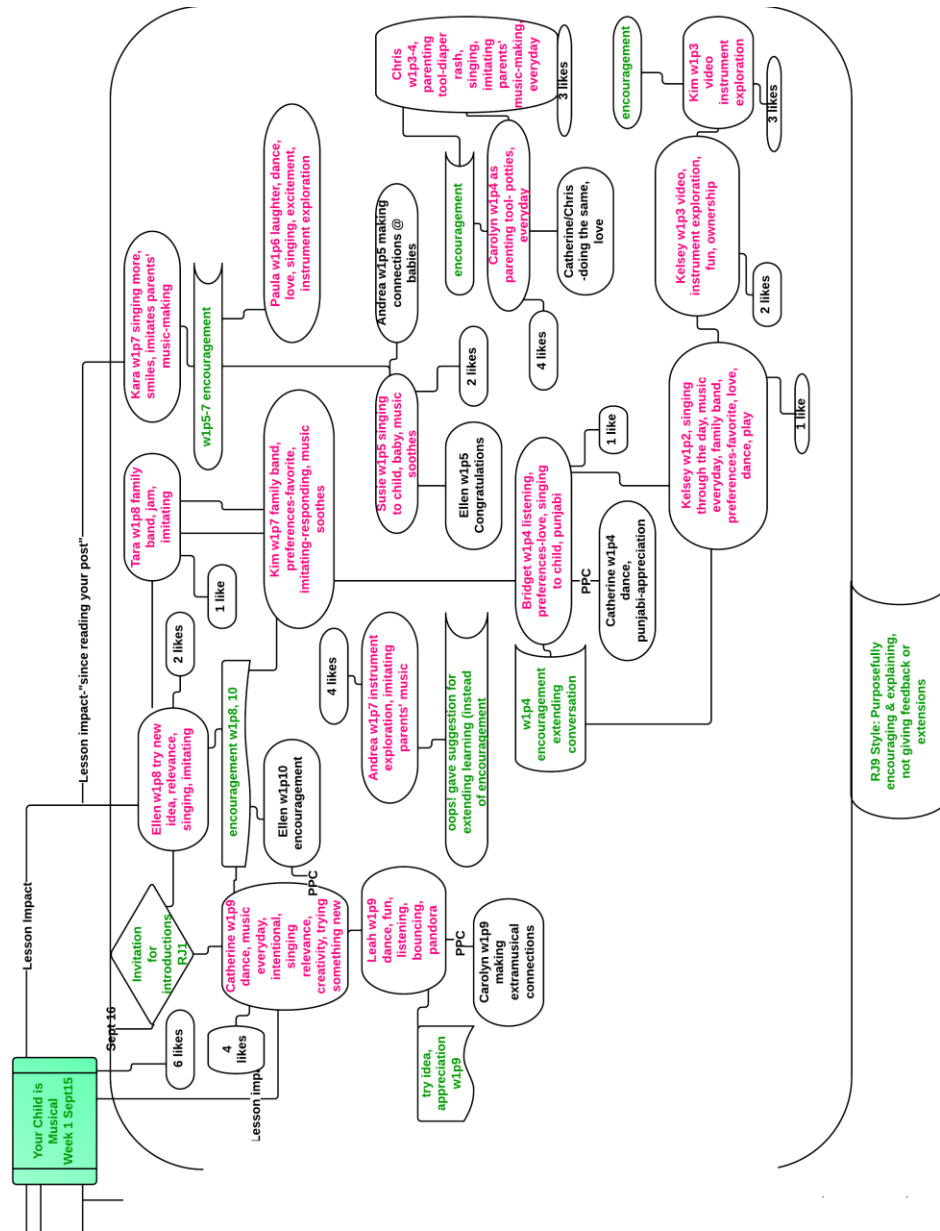 Your Child is
Musical
Week 1 Sept15
Lesson Impact
Lesson impact-"since reading your post"
Lesson imp
Sept 16
6 likes
Invitation
for
introductions
RJ1
Ellen w1p8 try new
idea, relevance,
singing, imitating
2 likes
Tara w1p8 family
band, jam,
imitating
1 like
Kara w1p7 singing more,
smiles, imitates parents'
music-making
w1p5-7 encouragement
Paula w1p6 laughter, dance,
love, singing, excitement,
instrument exploration
encouragement w1p8, 10
Ellen w1p10
encouragement
PPC
Catherine w1p9
dance, music
everyday,
intentional,
singing
relevance,
creativity, trying
something new
4
likes
Kim w1p7 family band,
preferences-favorite,
imitating-responding, music
soothes
Leah w1p9
dance, fun,
listening,
bouncing,
pandora
PPC
Carolyn w1p9
making
extramusical
connections
try idea,
appreciation
w1p9
4 likes
Andrea w1p7 instrument
exploration, imitating
parents' music
oops! gave suggestion for
extending learning (instead
of encouragement
Andrea w1p5 making
connections @
babies
Susie w1p5 singing
to child, baby, music
soothes
2 likes
Ellen w1p5
Congratulations
Chris
w1p3-4,
parenting
tool-diaper
rash,
singing,
imitating
parents'
music-making,
everyday
3 likes
encouragement
Carolyn w1p4 as
parenting tool- potties,
everyday
4 likes
Catherine/Chris
-doing the same,
love
Bridget w1p4 listening,
preferences-love, singing
to child, punjabi
1 like
PPC
Catherine w1p4
dance,
punjabi-appreciation
w1p4
encouragement
extending
conversation
Kelsey w1p2, singing
through the day, music
everyday, family band,
preferences-favorite, love,
dance, play
1 like
Kelsey w1p3 video,
instrument exploration,
fun, ownership
2 likes
encouragement
Kim w1p3
video
instrument
exploration
3 likes
RJ9 Style: Purposefully
encouraging & explaining,
not giving feedback or
extensions